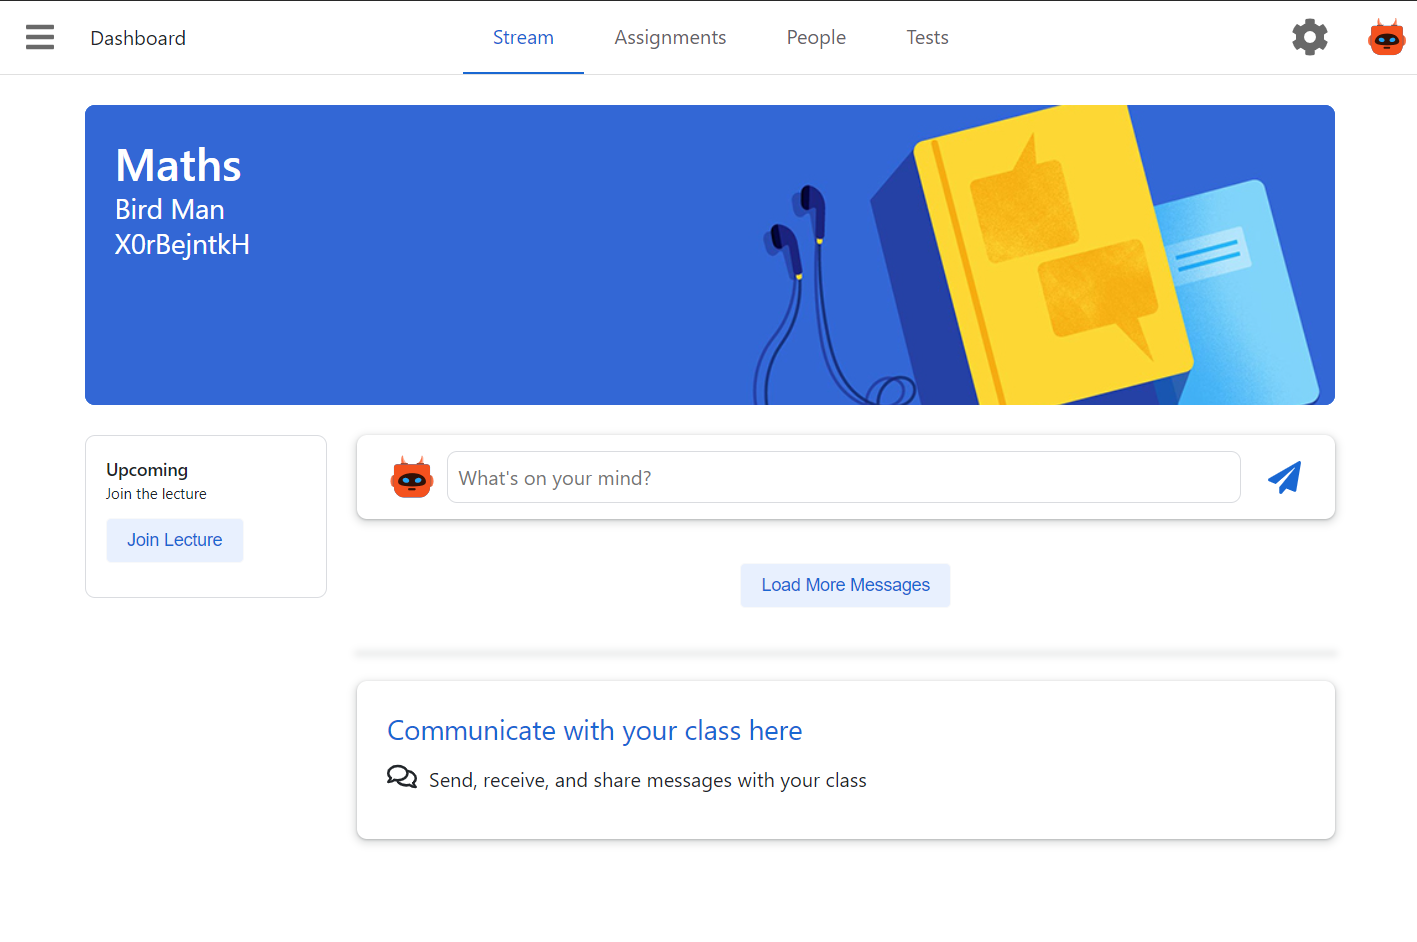 Dashboard
Stream
Assignments
People
Tests
Maths
Bird Man
X0rBejntkH
Upcoming
Join the lecture
Join Lecture
What's on your mind?
Load More Messages
Communicate with your class here
Send, receive, and share messages with your class